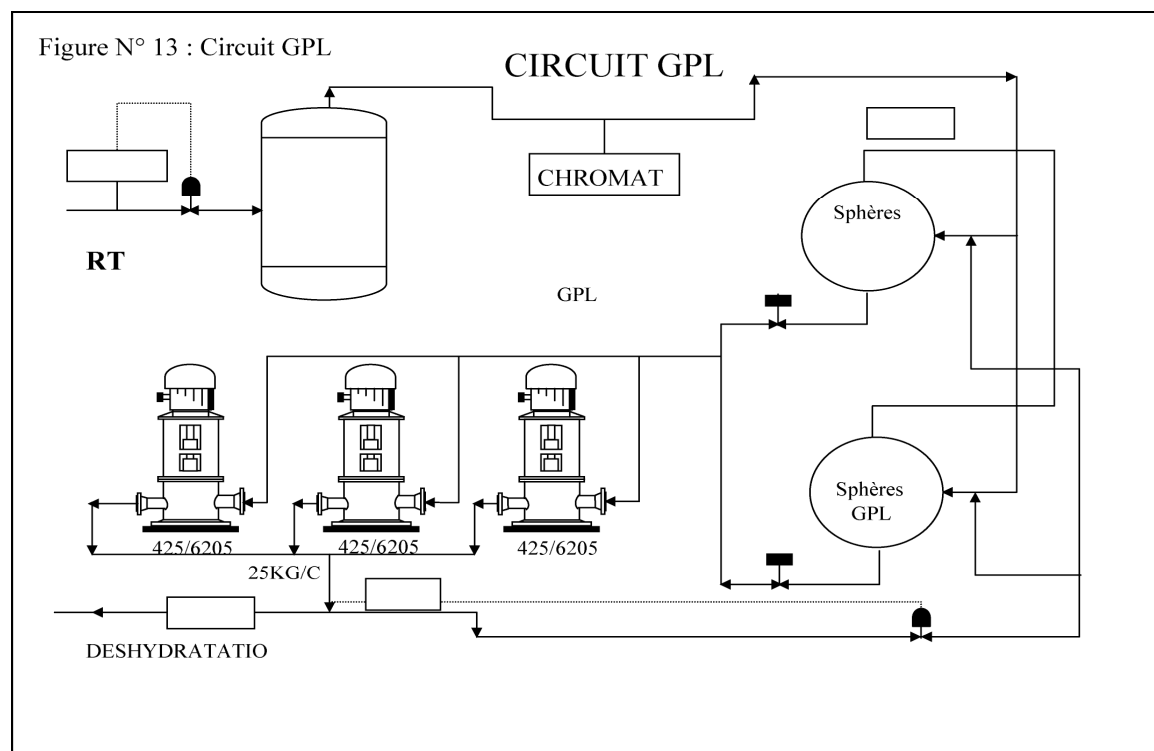 Figure N° 13 : Circuit GPL
CIRCUIT GPL
CHROMAT
Sphères
RT
GPL
Sphères
GPL
425/6205
425/6205
425/6205
25KG/C
DESHYDRATATIO